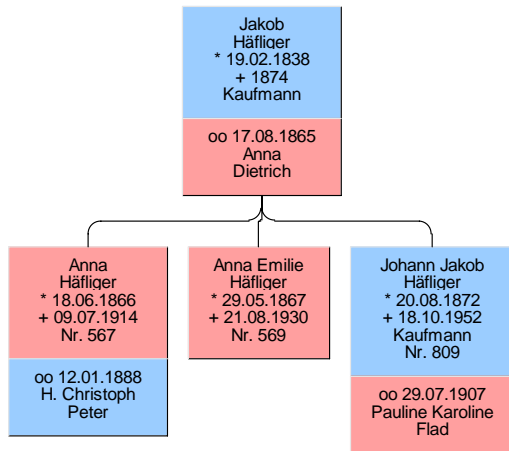 Jakob
Häfliger
* 19.02.1838
+ 1874
Kaufmann
oo 17.08.1865
Anna
Dietrich
Anna
Häfliger
* 18.06.1866
+ 09.07.1914
Nr. 567
oo 12.01.1888
H. Christoph
Peter
Anna Emilie
Häfliger
* 29.05.1867
+ 21.08.1930
Nr. 569
Johann Jakob
Häfliger
* 20.08.1872
+ 18.10.1952
Kaufmann
Nr. 809
oo 29.07.1907
Pauline Karoline
Flad